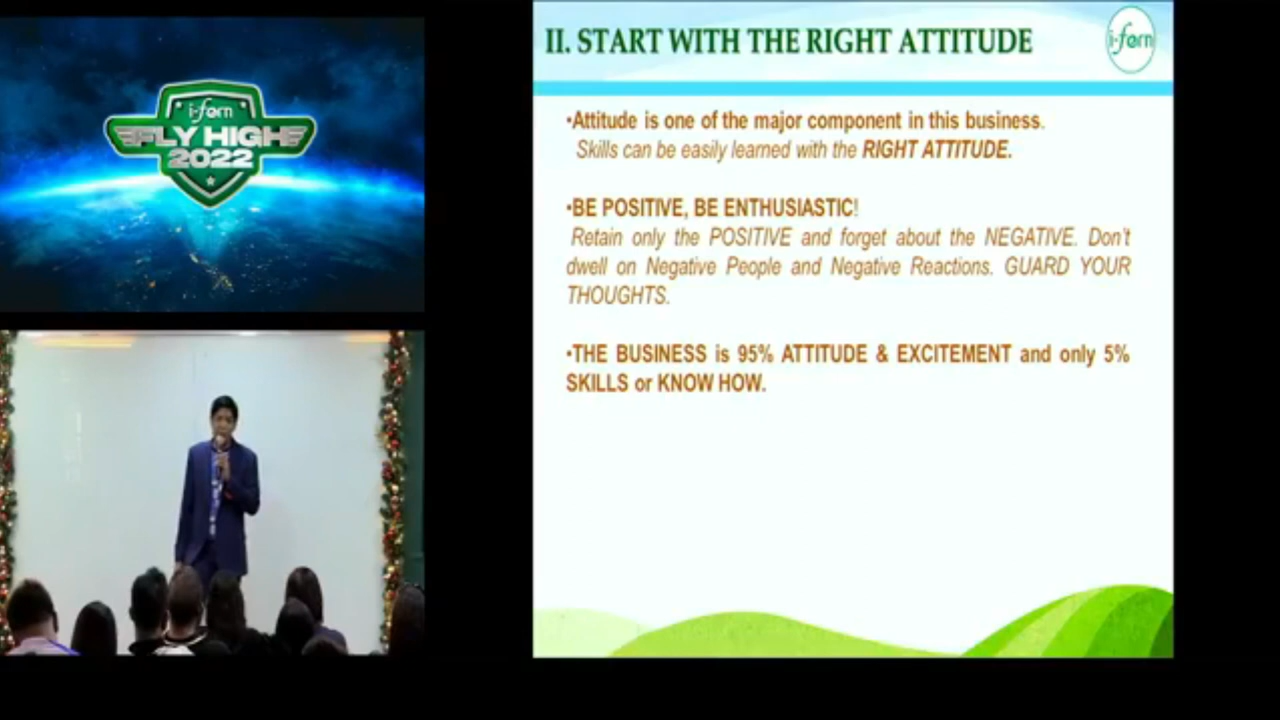 i-fern
FLY HIGH
2022
II. START WITH THE RIGHT ATTITUDE
i-fern
•Attitude is one of the major component in this business.
Skills can be easily learned with the RIGHT ATTITUDE.
•BE POSITIVE, BE ENTHUSIASTIC!
Retain only the POSITIVE and forget about the NEGATIVE. Don't
dwell on Negative People and Negative Reactions. GUARD YOUR
THOUGHTS.
•THE BUSINESS is 95% ATTITUDE & EXCITEMENT and only 5%
SKILLS or KNOW HOW.